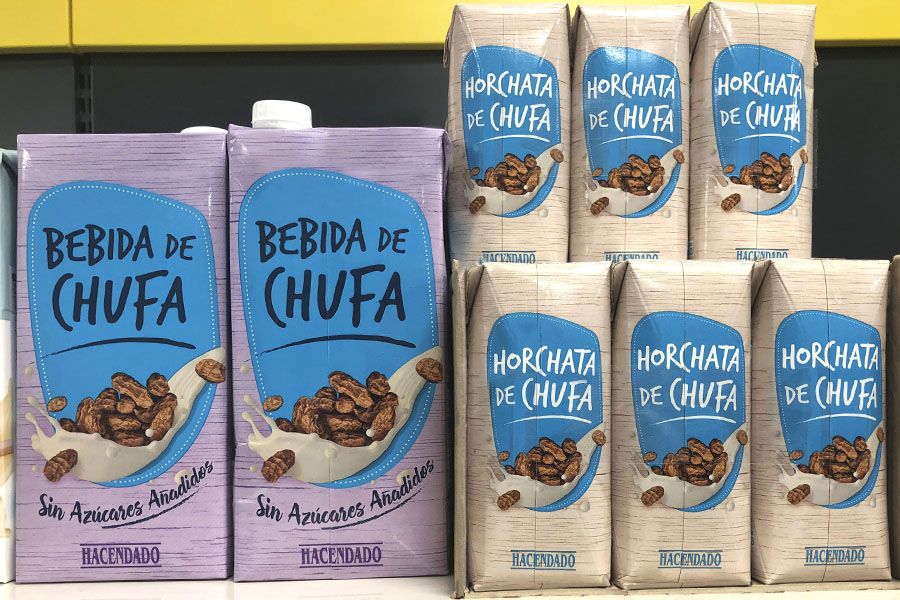 BEBIDA DE
CHUFA
Sin Azúcares Añadidos
HACENDADO
BEBIDA DE
CHUFA
Sin Azúcares Añadidos
HACENDADO
HORCHATA
DE CHUFA
HACENDADO
HORCHATA
DE CHUFA
HACENDADO
HORCHATA
DE CHUFA
HACENDADO
HORCHATA
DE CHUFA
HACENDADO
HORCHATA
DE CHUFA
HACENDADO
HORCHATA
DE CHUFA
HACENDADO